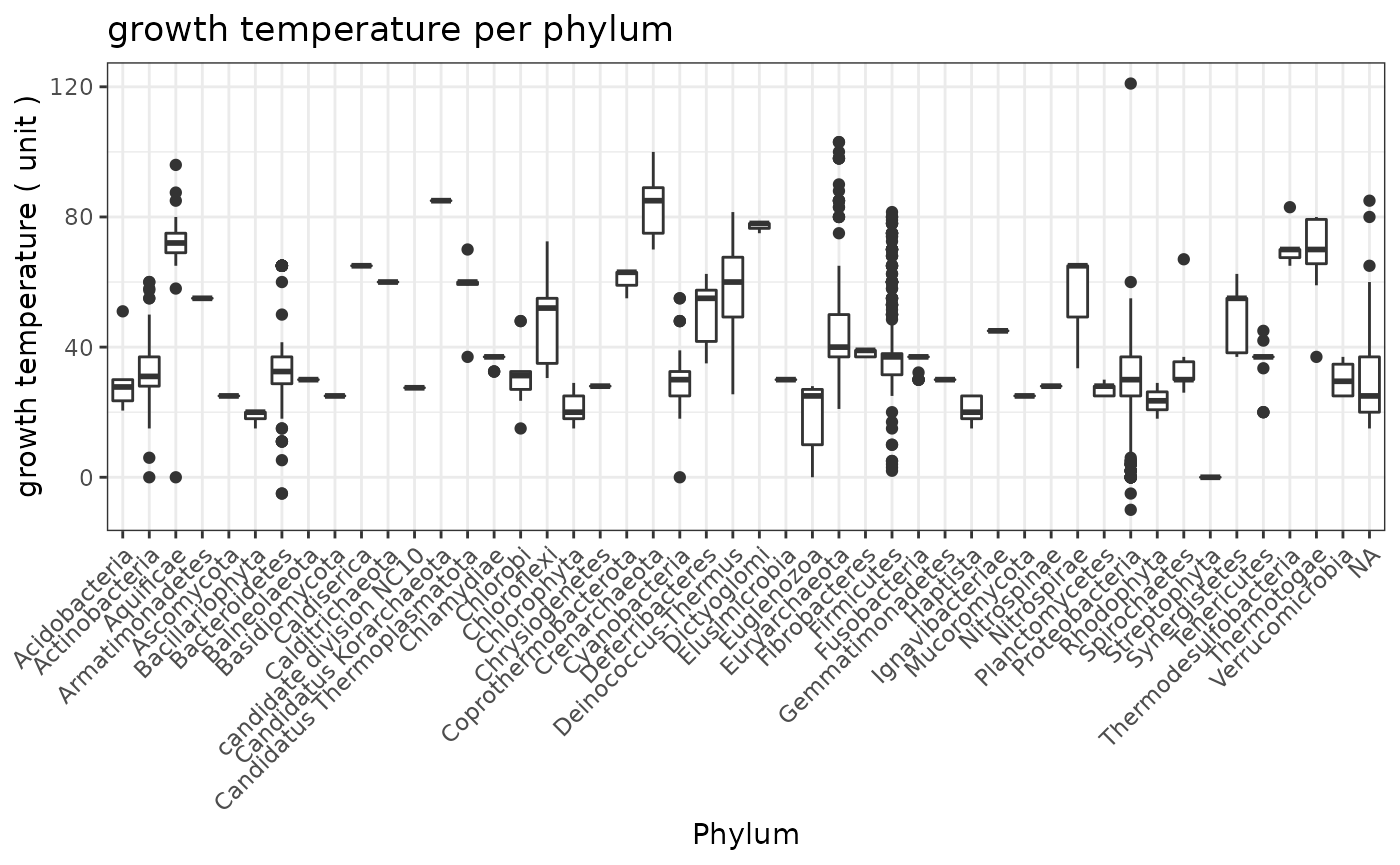 growth temperature per phylum
growth temperature ( unit )
120
80
40
0
Acidobacteria
Actinobacteria
Aquificae
Armatimonadetes
Ascomycota
Bacillariophyta
Bacteroidetes
Balneolaeota
Basidiomycota
Caldiserica
Calditrichaeota
candidate division NC10
Candidatus Korarchaeota
Candidatus Thermoplasmatota
Chlamydiae
Chlorobi
Chloroflexi
Chlorophyta
Chrysiogenetes
Coprothermobacterota
Crenarchaeota
Cyanobacteria
Deferribacteres
Deinococcus-Thermus
Dictyoglomi
Elusimicrobia
Euglenozoa
Euryarchaeota
Fibrobacteres
Firmicutes
Fusobacteria
Gemmatimonadetes
Haptista
Ignavibacteriae
Mucoromycota
Nitrospinae
Nitrospirae
Planctomycetes
Proteobacteria
Rhodophyta
Spirochaetes
Streptophyta
Synergistetes
Tenericutes
Thermodesulfobacteria
Thermotogae
Verrucomicrobia
NA
Phylum